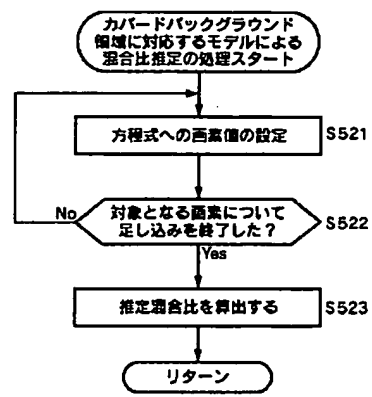 カバードバックグラウンド
領域に対応するモデルによる
混合比推定の処理スタート
方程式への画素値の設定
S521
対象となる画素について
足し込みを終了した?
S522
No
Yes
推定混合比を算出する
S523
リターン